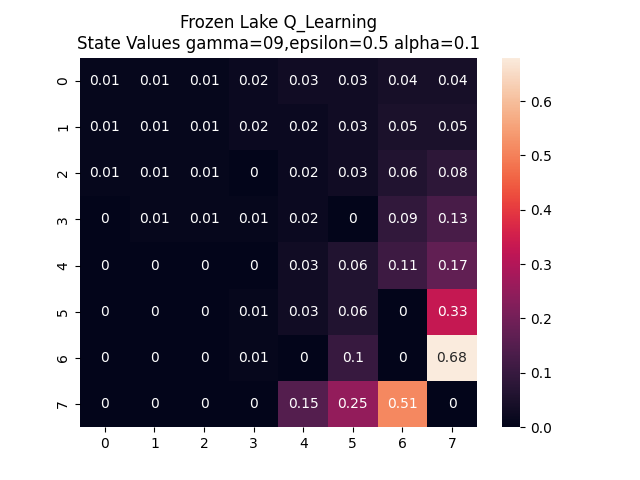 Frozen Lake Q_Learning
State Values gamma=09,epsilon=0.5 alpha=0.1
0 0.01 0.01 0.01 0.02 0.03 0.03 0.04 0.04
1 0.01 0.01 0.01 0.02 0.02 0.03 0.05 0.05
2 0.01 0.01 0.01 0 0.02 0.03 0.06 0.08
3 0 0.01 0.01 0.01 0.02 0 0.09 0.13
4 0 0 0 0 0.03 0.06 0.11 0.17
5 0 0 0 0.01 0.03 0.06 0 0.33
6 0 0 0 0.01 0 0.1 0 0.68
7 0 0 0 0 0.15 0.25 0.51 0
0 1 2 3 4 5 6 7
0.6
0.5
0.4
0.3
0.2
0.1
0.0